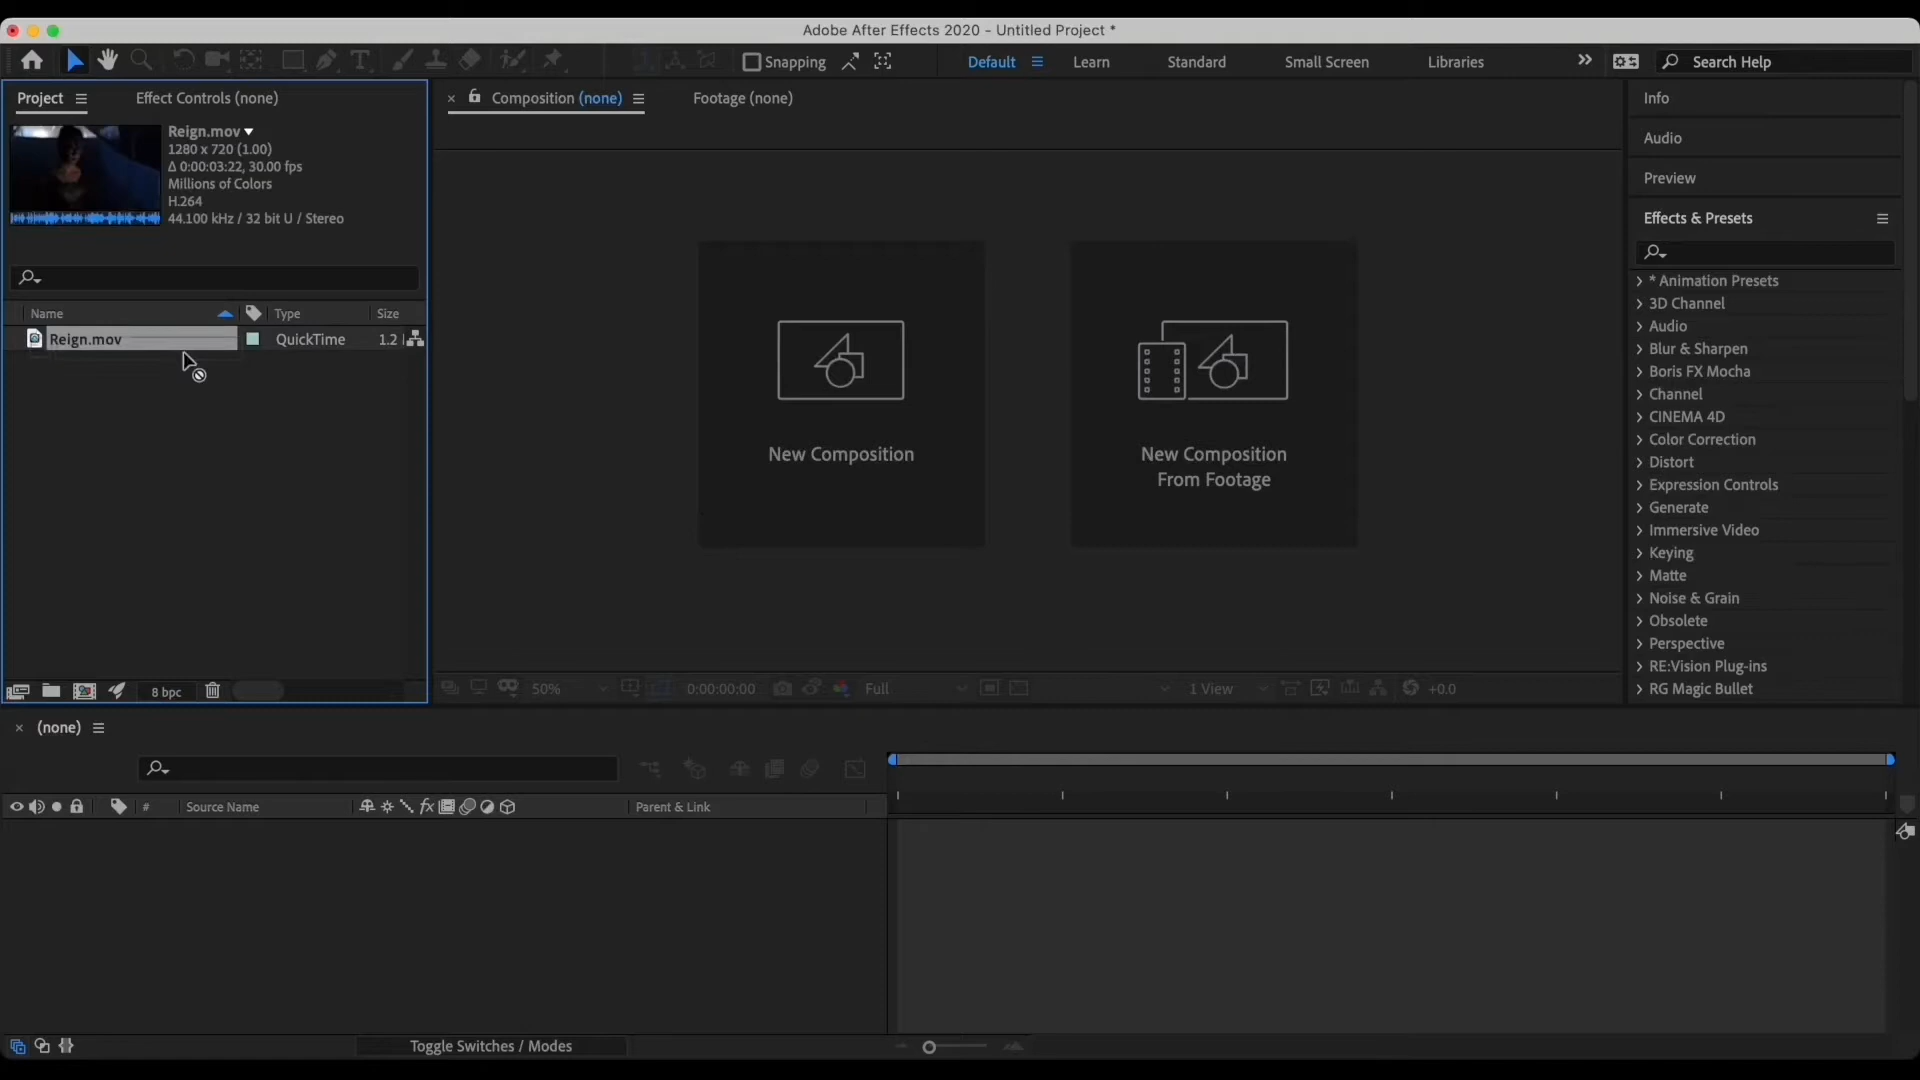 Adobe After Effects 2020 - Untitled Project *
Snapping
Default
Learn
Standard
Small Screen
Libraries
Search Help
Project
Effect Controls (none)
Composition (none)
Footage (none)
Reign.mov
1280 x 720 (1.00)
Δ 0:00:03:22, 30.00 fps
Millions of Colors
H.264
44.100 kHz / 32 bit U / Stereo
Name
Type
Size
Reign.mov
QuickTime
1.2
8 bpc
New Composition
New Composition
From Footage
50%
0:00:00:00
Full
1 View
+0.0
Info
Audio
Preview
Effects & Presets
* Animation Presets
3D Channel
Audio
Blur & Sharpen
Boris FX Mocha
Channel
CINEMA 4D
Color Correction
Distort
Expression Controls
Generate
Immersive Video
Keying
Matte
Noise & Grain
Obsolete
Perspective
RE:Vision Plug-ins
RG Magic Bullet
(none)
#
Source Name
fx
Parent & Link
Toggle Switches / Modes